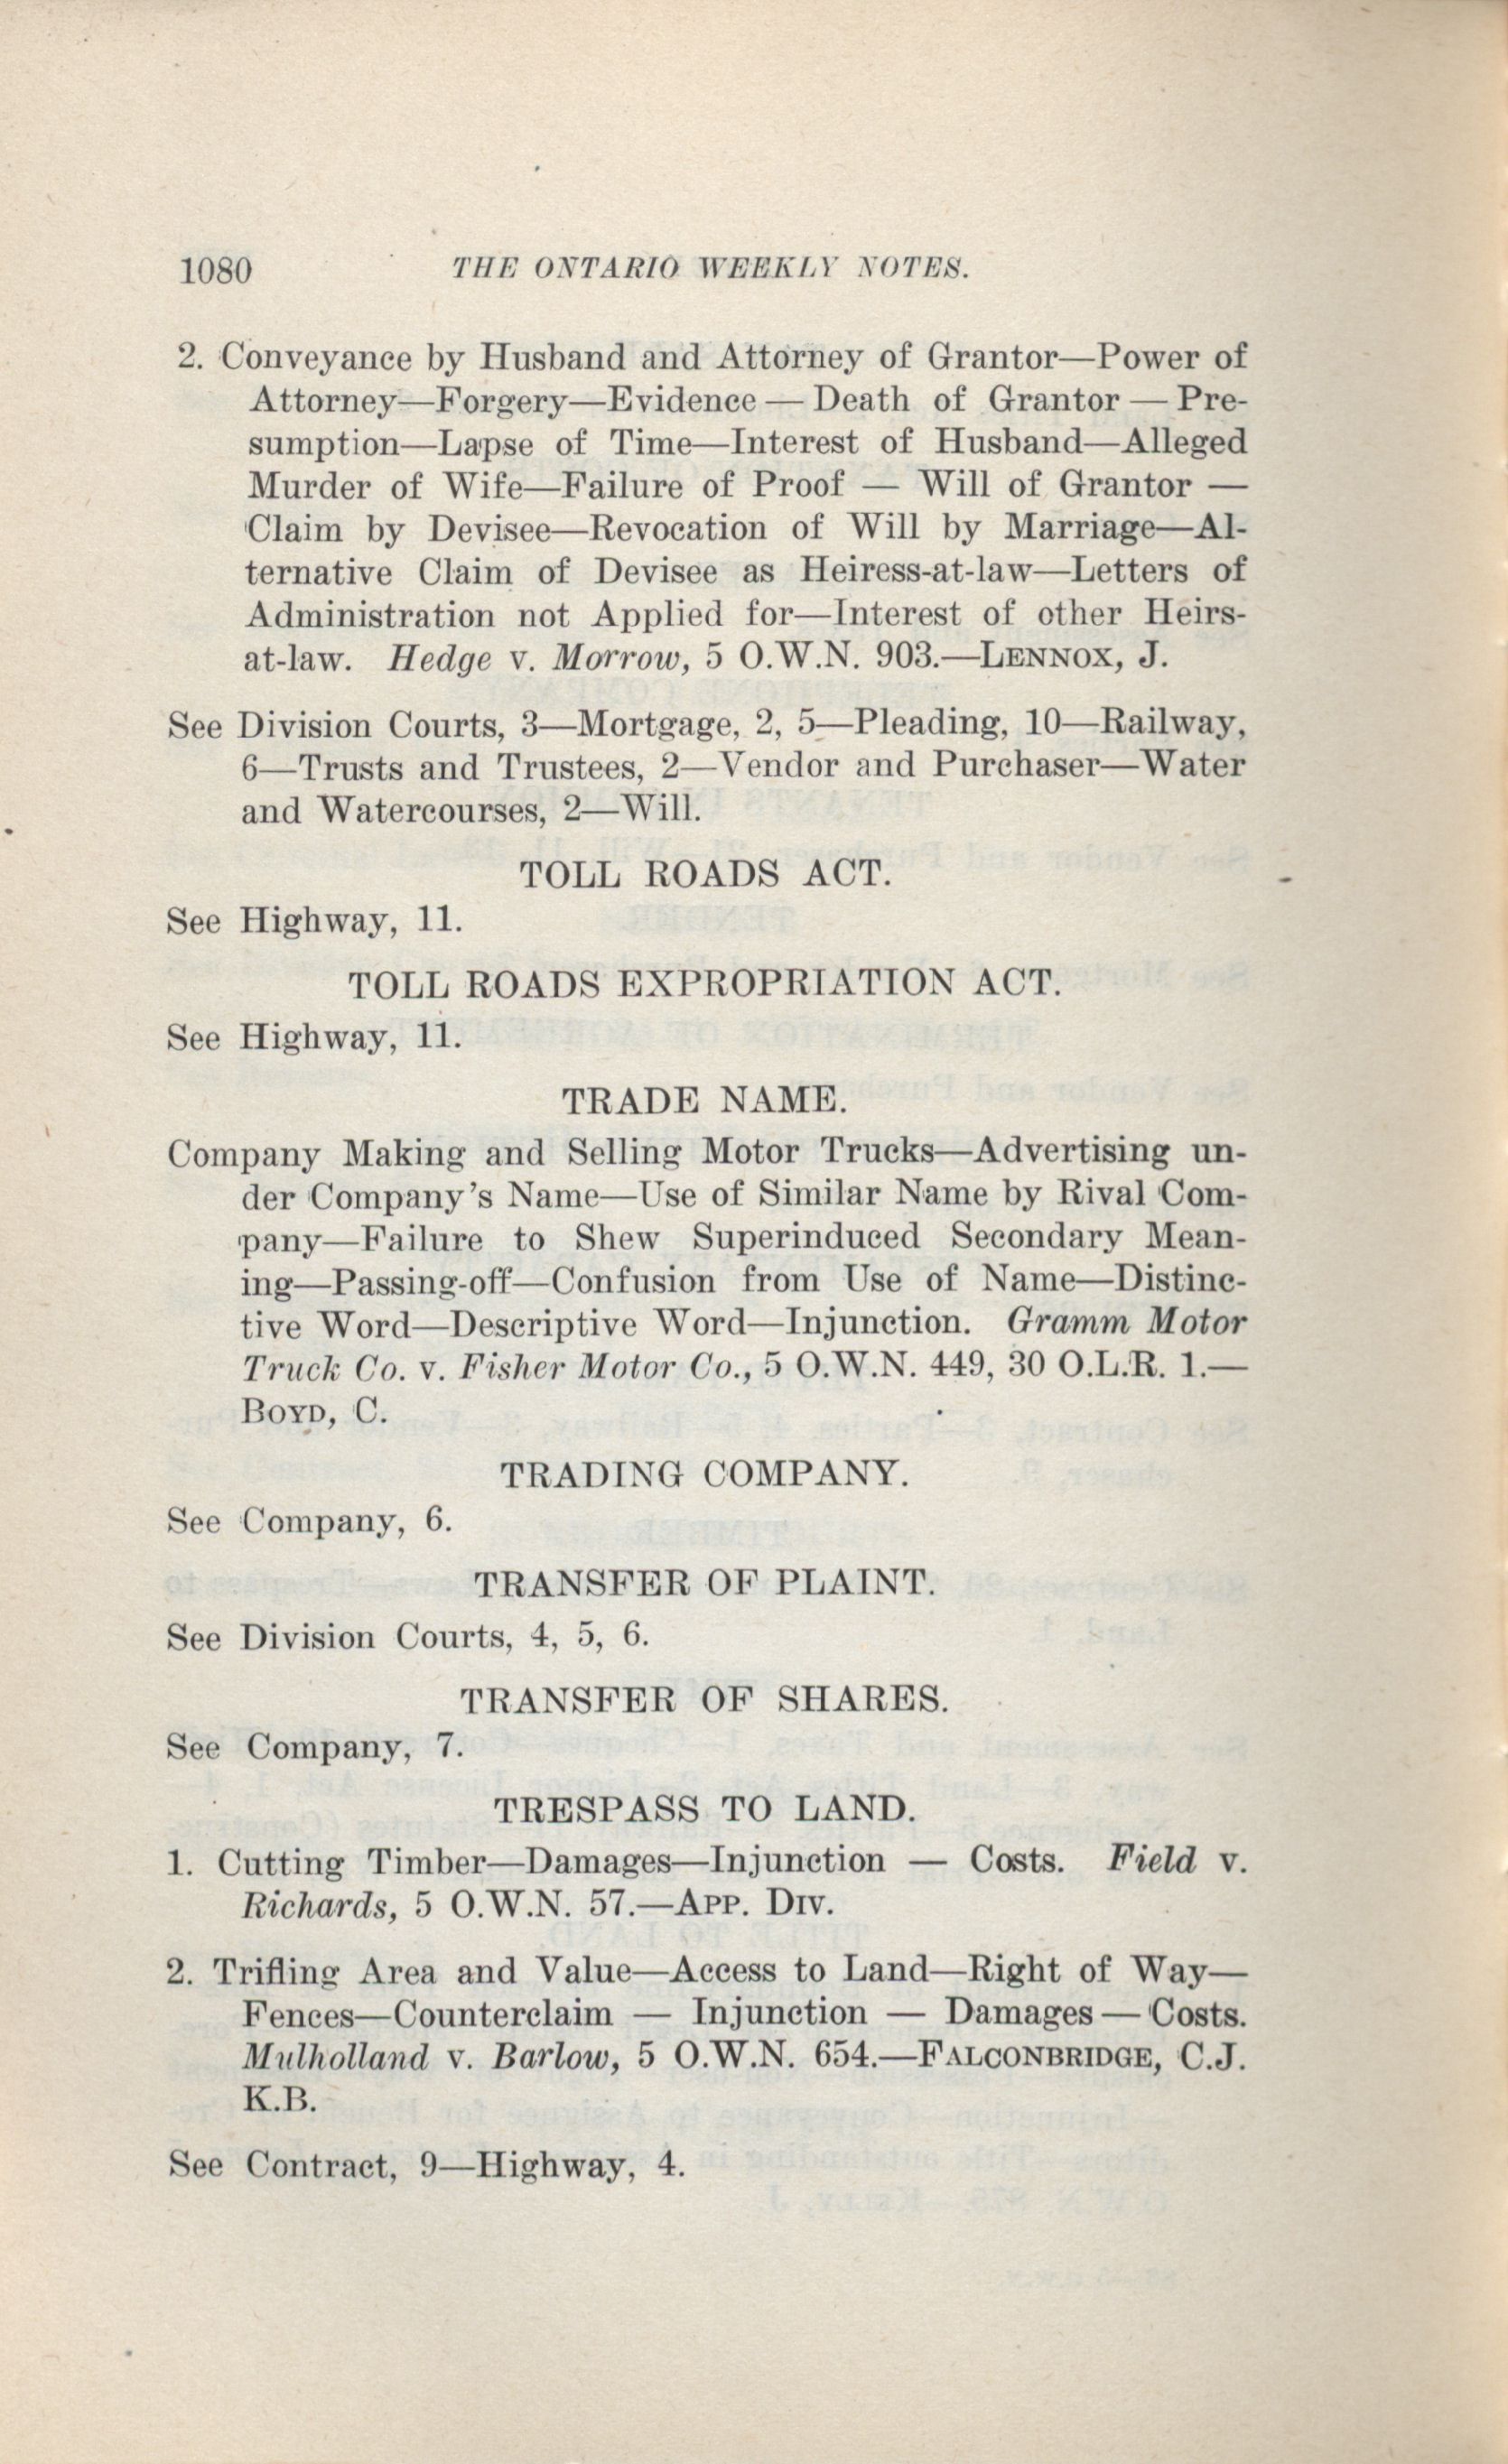 1080 THE ONTARIO WEEKLY NOTES.
2. Conveyance by Husband and Attorney of Grantor—Power of
Attorney—Forgery—Evidence — Death of Grantor — Pre-
sumption—Lapse of Time—Interest of Husband—Alleged
Murder of Wife—Failure of Proof — Will of Grantor —
Claim by Devisee—Revocation of Will by Marriage—Al-
ternative Claim of Devisee as Heiress-at-law—Letters of
Administration not Applied for—Interest of other Heirs-
at-law. Hedge v. Morrow, 5 O.W.N. 903.—LENNOX, J.
See Division Courts, 3—Mortgage, 2, 5—Pleading, 10—Railway,
6—Trusts and Trustees, 2—Vendor and Purchaser—Water
and Watercourses, 2—Will.
TOLL ROADS ACT.
See Highway, 11.
TOLL ROADS EXPROPRIATION ACT.
See Highway, 11.
TRADE NAME.
Company Making and Selling Motor Trucks—Advertising un-
der Company's Name—Use of Similar Name by Rival Com-
pany—Failure to Shew Superinduced Secondary Mean-
ing—Passing-off—Confusion from Use of Name—Distinc-
tive Word—Descriptive Word—Injunction. Gramm Motor
Truck Co. v. Fisher Motor Co., 5 O.W.N. 449, 30 O.L.R. 1.—
BOYD, C.
TRADING COMPANY.
See Company, 6.
TRANSFER OF PLAINT.
See Division Courts, 4, 5, 6.
TRANSFER OF SHARES.
See Company, 7.
TRESPASS TO LAND.
1. Cutting Timber—Damages—Injunction — Costs. Field v.
Richards, 5 O.W.N. 57.—APP. DIV.
2. Trifling Area and Value—Access to Land—Right of Way—
Fences—Counterclaim — Injunction — Damages — Costs.
Mulholland v. Barlow, 5 O.W.N. 654.—FALCONBRIDGE, C.J.
K.B.
See Contract, 9—Highway, 4.